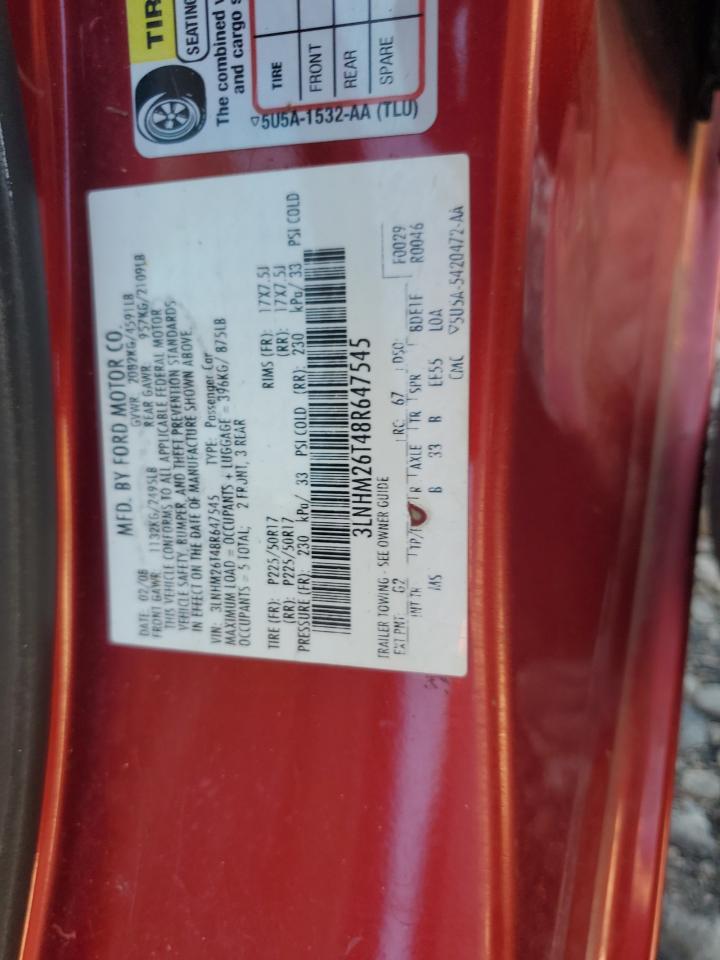 TIR
SEATING
The combined
and cargo
TIRE
FRONT
REAR
SPARE
5U5A-1532-AA (TLU)
MFD. BY FORD MOTOR CO.
DATE: 02/08 GVWR: 2082KG/4591LB
FRONT GAWR: 1132KG/2495LB REAR GAWR: 957KG/2109LB
THIS VEHICLE CONFORMS TO ALL APPLICABLE FEDERAL MOTOR
VEHICLE SAFETY, BUMPER, AND THEFT PREVENTION STANDARDS
IN EFFECT ON THE DATE OF MANUFACTURE SHOWN ABOVE.
VIN: 3LNHM26T48R647545 TYPE: Passenger Car
MAXIMUM LOAD = OCCUPANTS + LUGGAGE = 396KG/ 875LB
OCCUPANTS = 5 TOTAL; 2 FRONT, 3 REAR
TIRE (FR): P225/50R17 RIMS (FR): 17X7.5J
(RR): P225/50R17 (RR): 17X7.5J
PRESSURE (FR): 230 kPa/ 33 PSI COLD (RR): 230 kPa/ 33 PSI COLD
3LNHM26T48R647545
TRAILER TOWING - SEE OWNER GUIDE F0029
EXT PNT: G2 RC: 67 DSO: R0046
INT TR TP/ R AXLE TR SPR BDE1F
MS B 33 B EE55 LOA
CMC 5U5A-5420472-AA